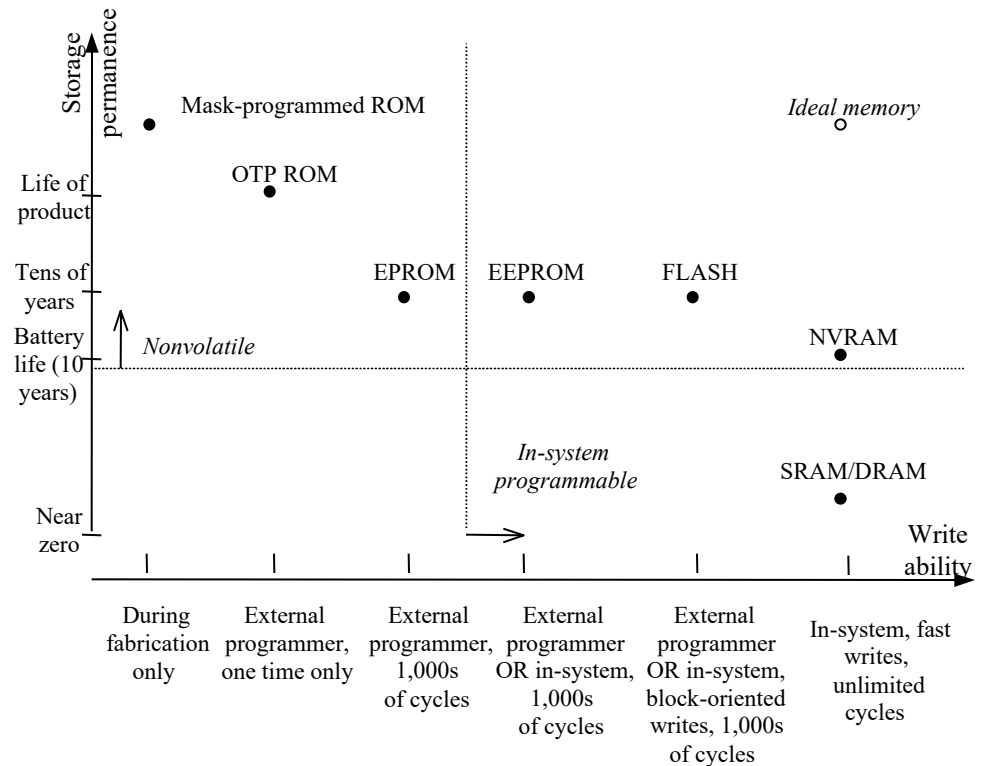 Storage
permanence
Mask-programmed ROM
Ideal memory
OTP ROM
Life of
product
EPROM
EEPROM
FLASH
Tens of
years
Battery
life (10
years)
Nonvolatile
NVRAM
In-system
programmable
SRAM/DRAM
Near
zero
Write
ability
During
fabrication
only
External
programmer,
one time only
External
programmer,
1,000s
of cycles
External
programmer
OR in-system,
1,000s
of cycles
External
programmer
OR in-system,
block-oriented
writes, 1,000s
of cycles
In-system, fast
writes,
unlimited
cycles